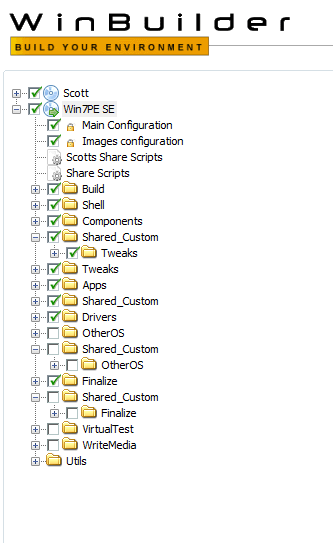 WinBuilder
BUILD YOUR ENVIRONMENT
Scott
Win7PE SE
Main Configuration
Images configuration
Scotts Share Scripts
Share Scripts
Build
Shell
Components
Shared_Custom
Tweaks
Tweaks
Apps
Shared_Custom
Drivers
OtherOS
Shared_Custom
OtherOS
Finalize
Shared_Custom
Finalize
VirtualTest
WriteMedia
Utils